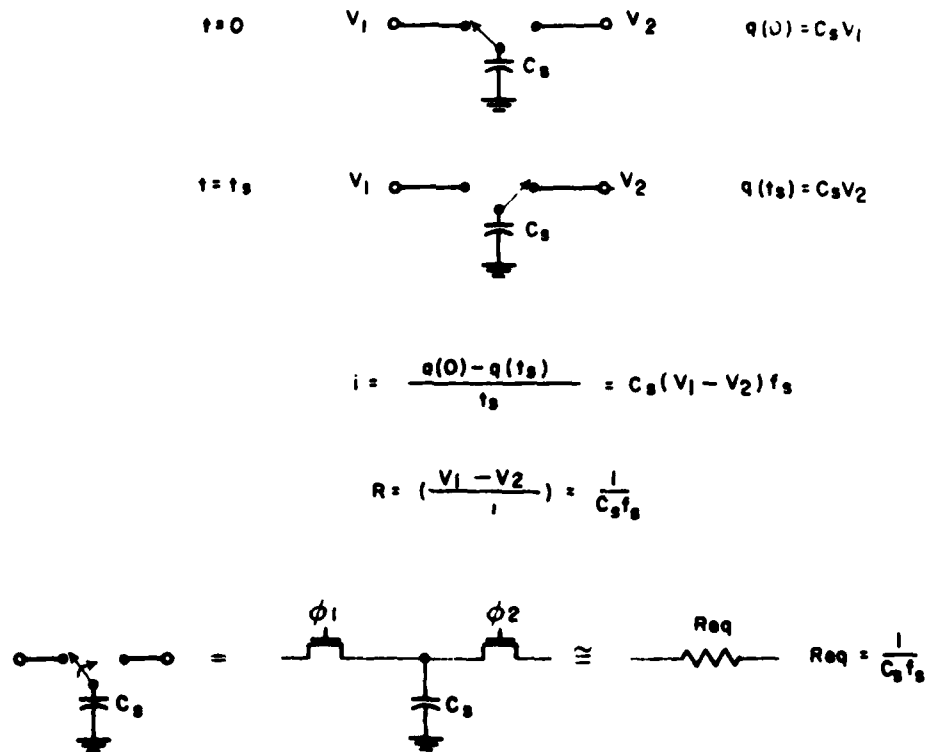 t = 0 V1 V2 q(0) = CsV1
Cs
t = ts V1 V2 q(ts) = CsV2
Cs
i = q(0) - q(ts) / ts = Cs(V1 - V2) fs
R = (V1 - V2 / i) = 1 / Csfs
ϕ1 ϕ2 Req
= ≅ Req = 1 / Csfs
Cs Cs